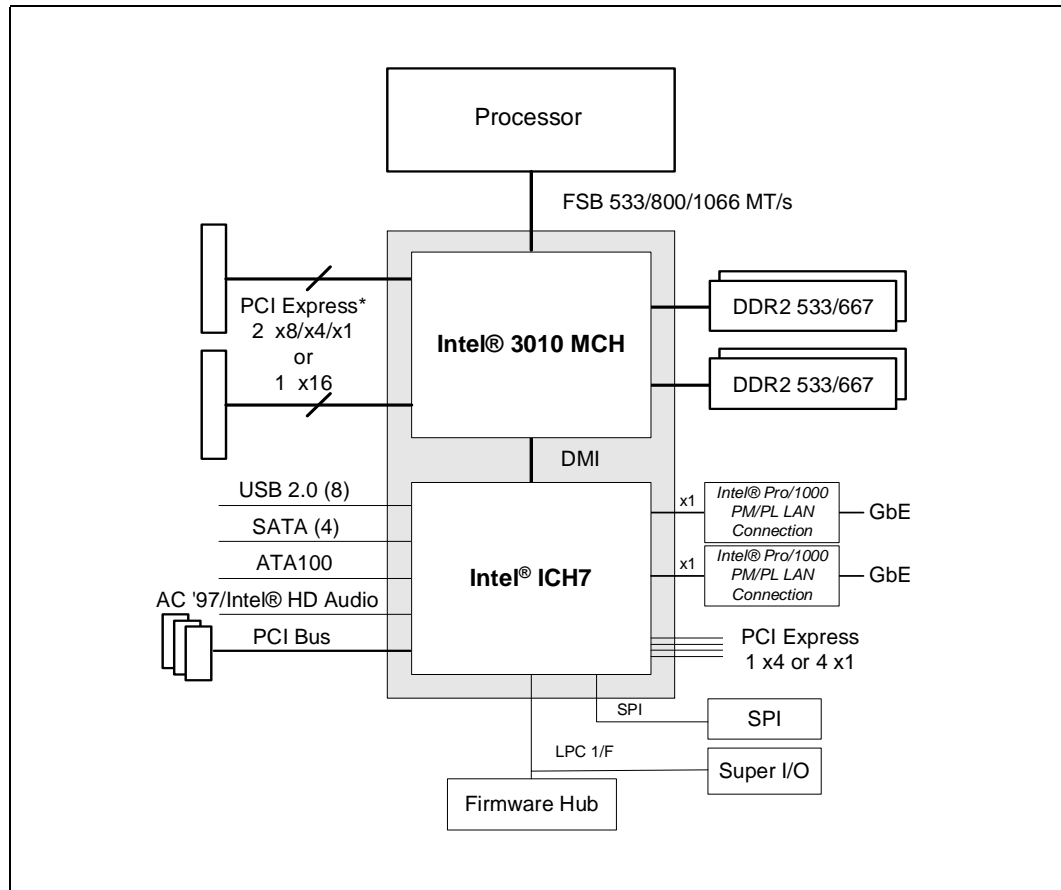 Processor
FSB 533/800/1066 MT/s
PCI Express*
2 x8/x4/x1
or
1 x16
Intel® 3010 MCH
DDR2 533/667
DDR2 533/667
DMI
USB 2.0 (8)
SATA (4)
ATA100
AC '97/Intel® HD Audio
PCI Bus
Intel® ICH7
x1
Intel® Pro/1000
PM/PL LAN
Connection
GbE
x1
Intel® Pro/1000
PM/PL LAN
Connection
GbE
PCI Express
1 x4 or 4 x1
SPI
SPI
LPC 1/F
Super I/O
Firmware Hub